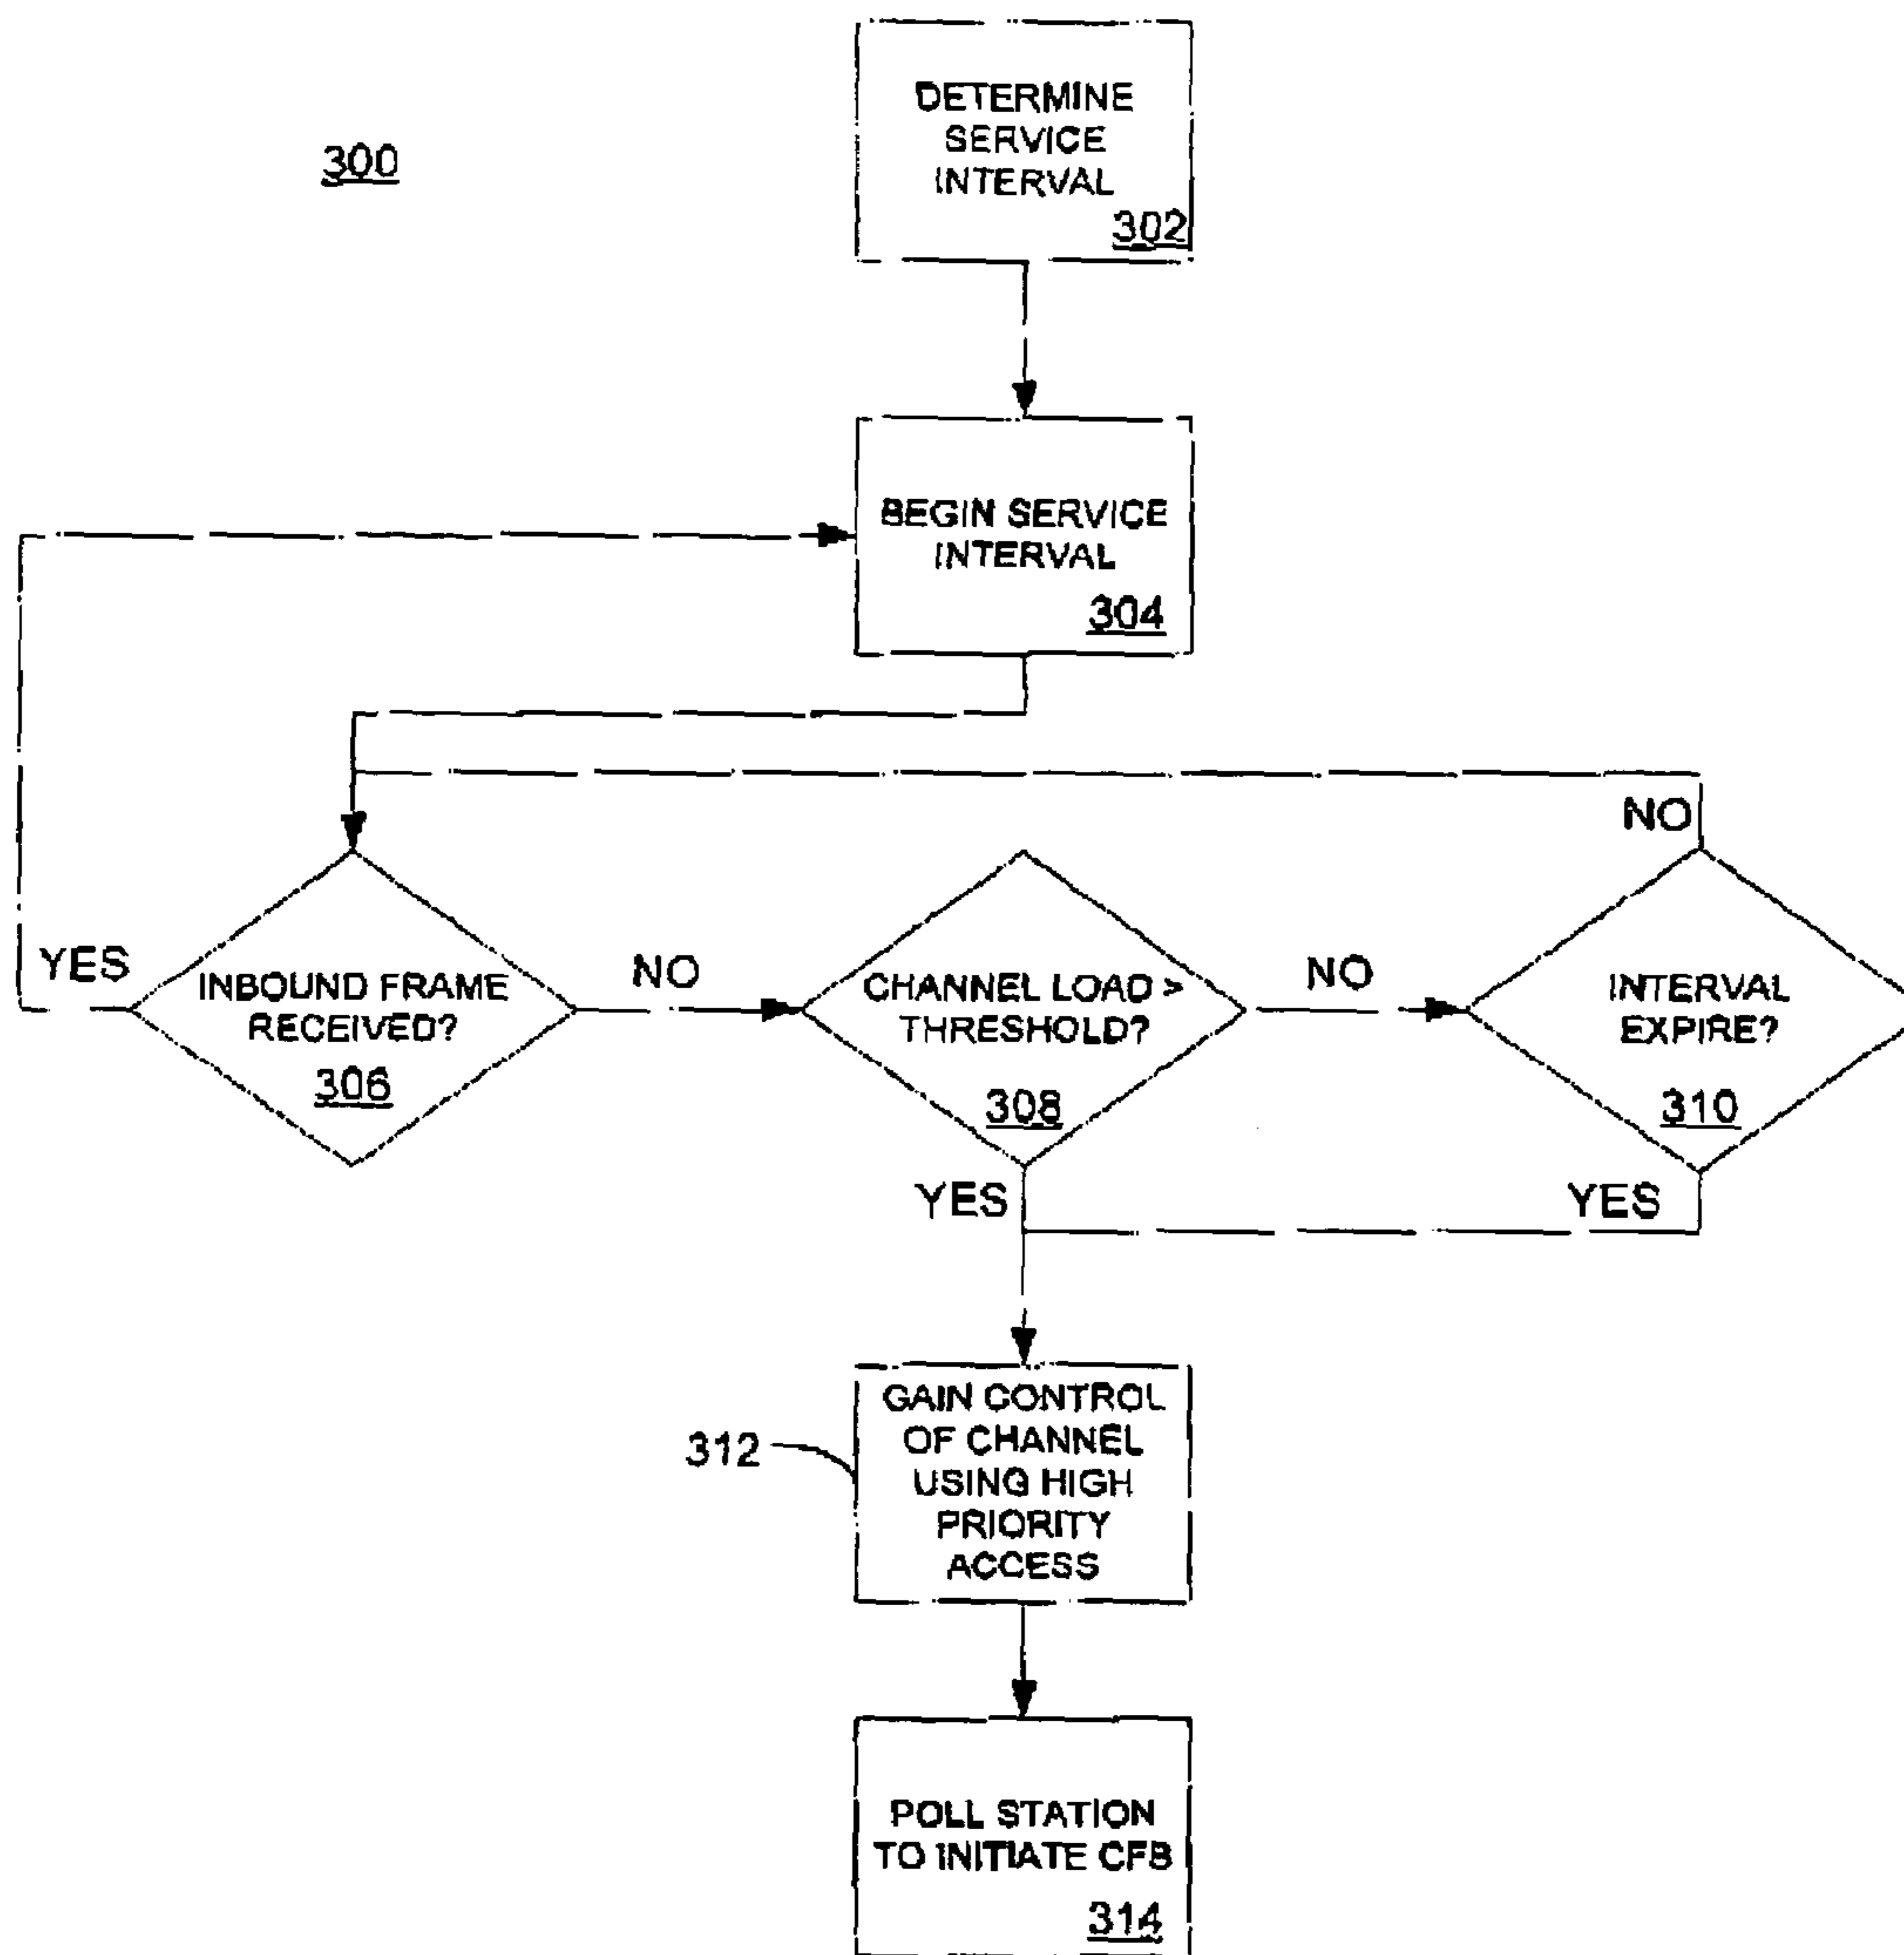 300
DETERMINE
SERVICE
INTERVAL
302
BEGIN SERVICE
INTERVAL
304
NO
YES
INBOUND FRAME
RECEIVED?
306
NO
CHANNEL LOAD >
THRESHOLD?
308
NO
INTERVAL
EXPIRE?
310
YES
YES
312
GAIN CONTROL
OF CHANNEL
USING HIGH
PRIORITY
ACCESS
POLL STATION
TO INITIATE CFB
314